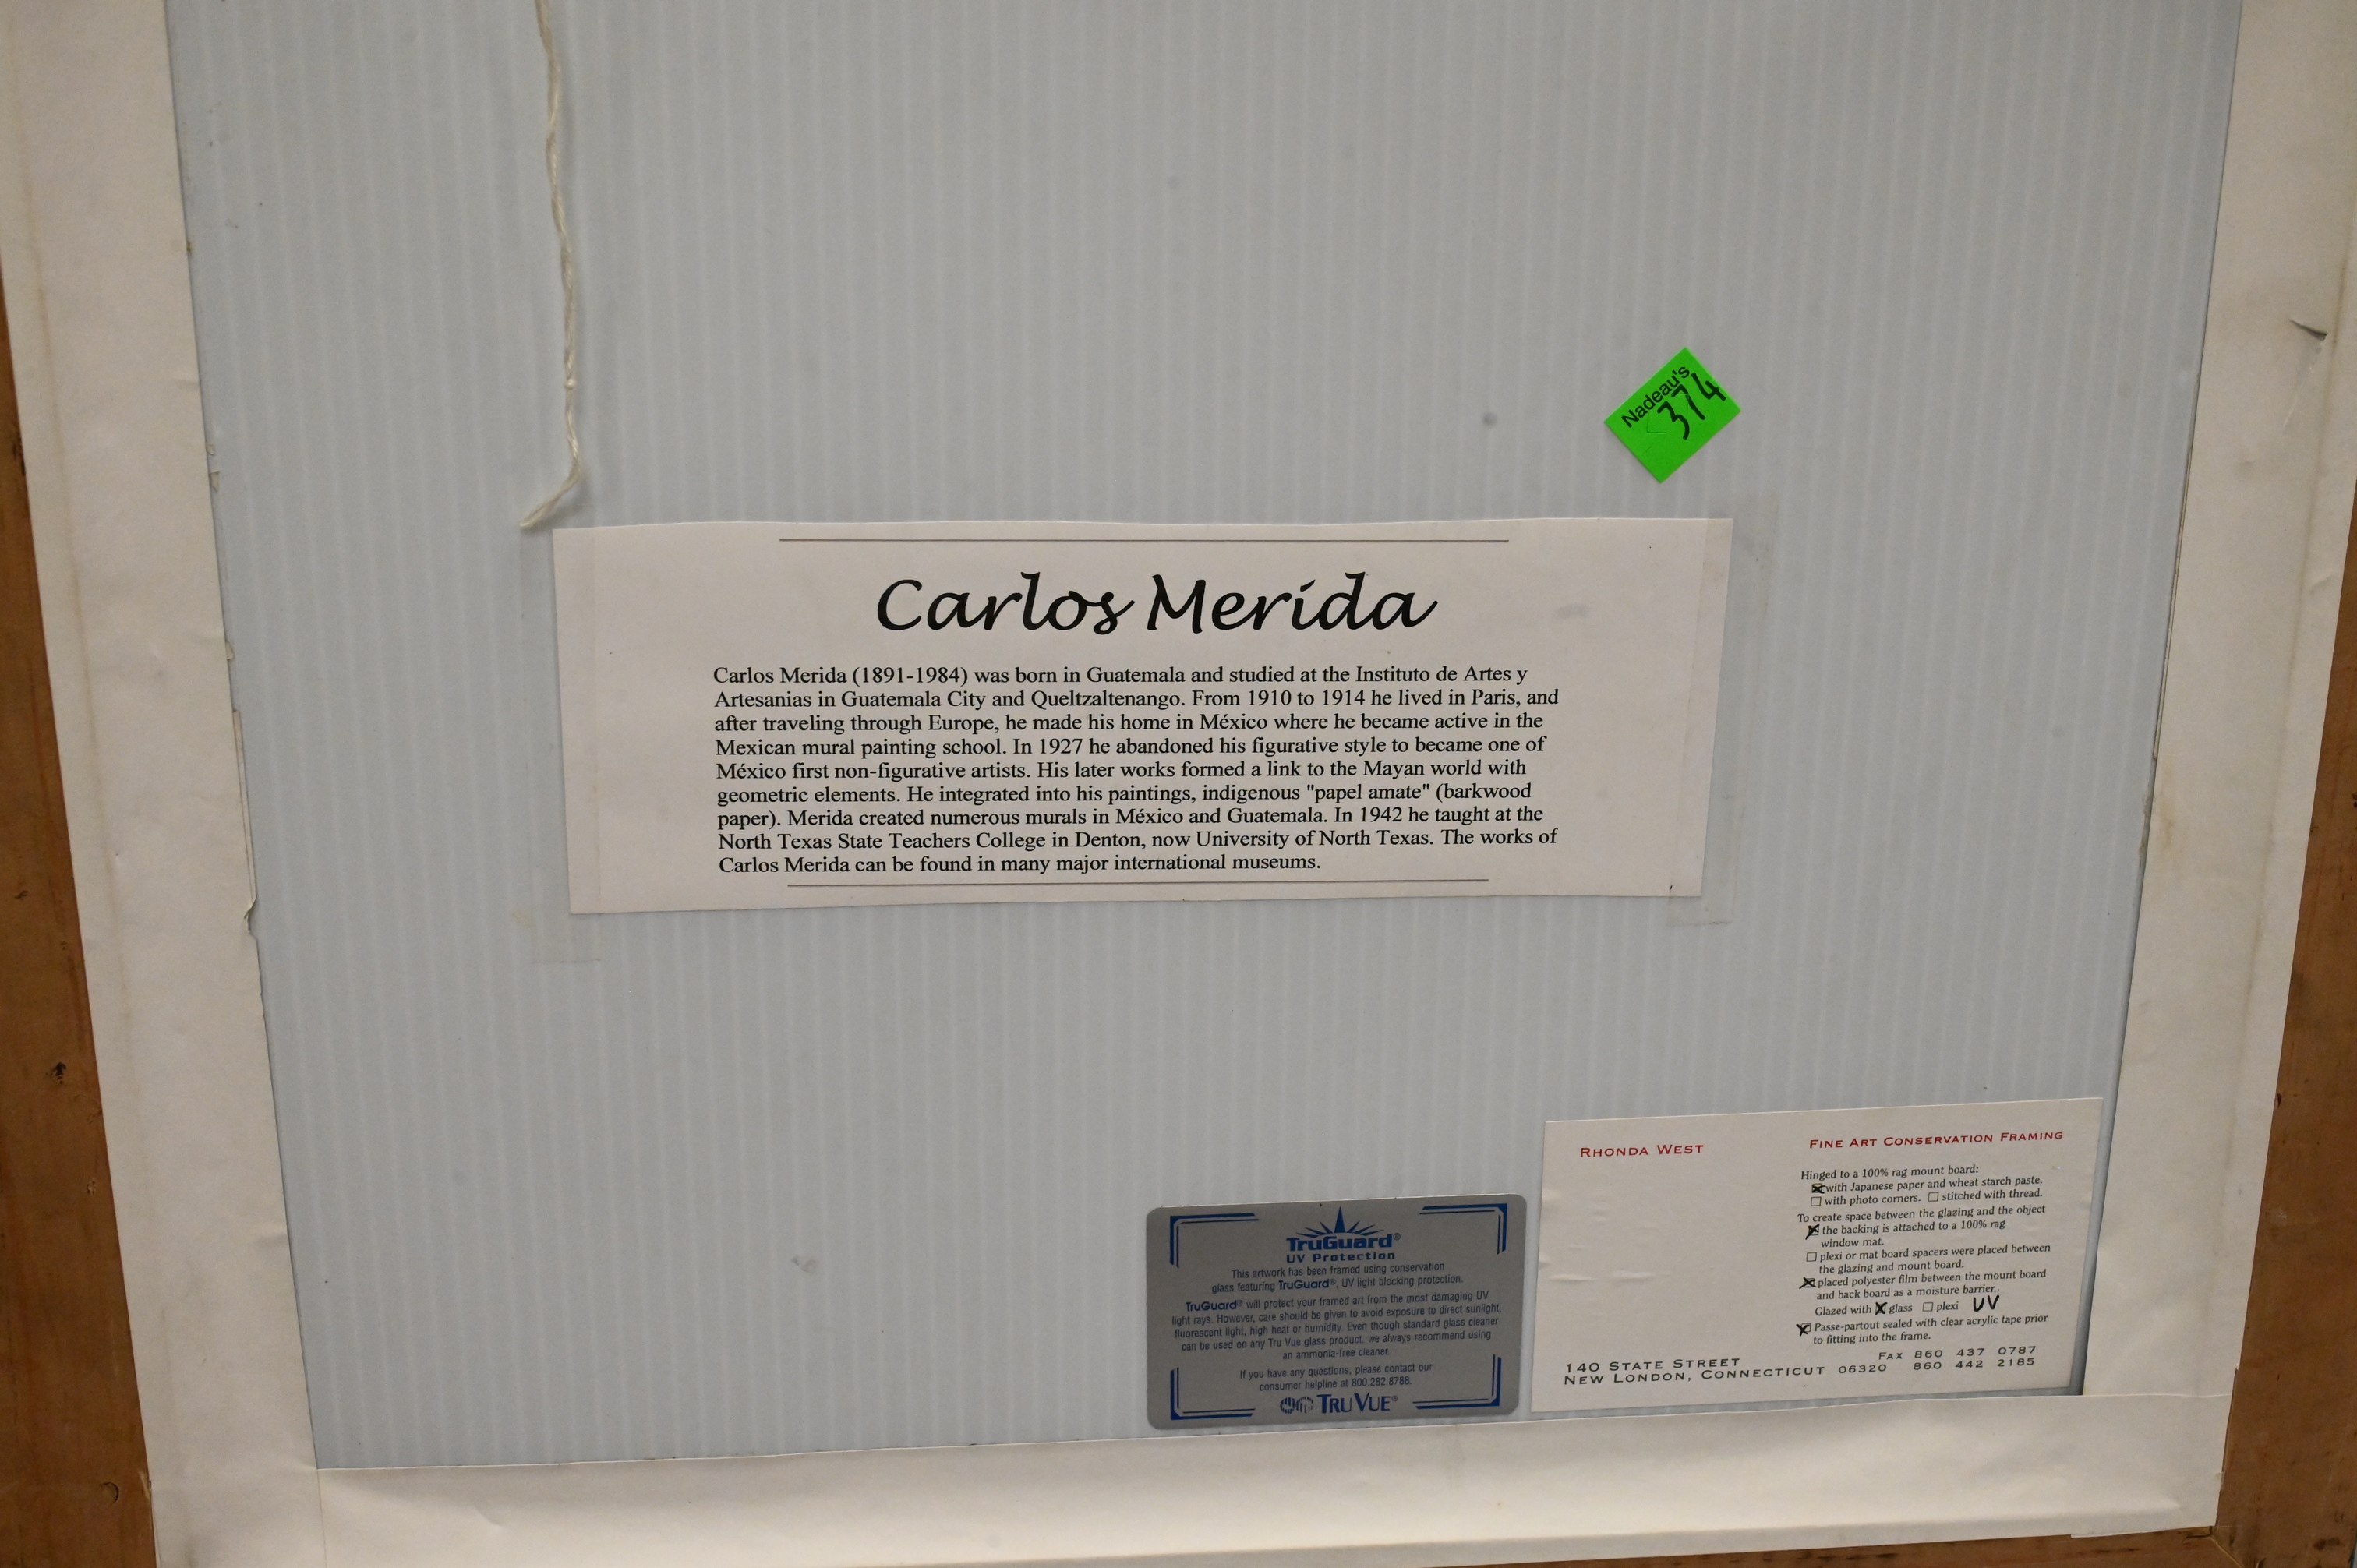 Nadeau's
374
Carlos Merida
Carlos Merida (1891-1984) was born in Guatemala and studied at the Instituto de Artes y
Artesanias in Guatemala City and Queltzaltenango. From 1910 to 1914 he lived in Paris, and
after traveling through Europe, he made his home in México where he became active in the
Mexican mural painting school. In 1927 he abandoned his figurative style to became one of
México first non-figurative artists. His later works formed a link to the Mayan world with
geometric elements. He integrated into his paintings, indigenous "papel amate" (barkwood
paper). Merida created numerous murals in México and Guatemala. In 1942 he taught at the
North Texas State Teachers College in Denton, now University of North Texas. The works of
Carlos Merida can be found in many major international museums.
TruGuard®
UV Protection
This artwork has been framed using conservation
glass featuring TruGuard®, UV light blocking protection.
TruGuard® will protect your framed art from the most damaging UV
light rays. However, care should be given to avoid exposure to direct sunlight,
fluorescent light, high heat or humidity. Even though standard glass cleaner
can be used on any Tru Vue glass product, we always recommend using
an ammonia-free cleaner.
If you have any questions, please contact our
consumer helpline at 800.282.8788.
TRU VUE®
RHONDA WEST
FINE ART CONSERVATION FRAMING
Hinged to a 100% rag mount board:
with Japanese paper and wheat starch paste.
with photo corners. stitched with thread.
To create space between the glazing and the object
the backing is attached to a 100% rag
window mat.
plexi or mat board spacers were placed between
the glazing and mount board.
placed polyester film between the mount board
and back board as a moisture barrier.
Glazed with glass plexi UV
Passe-partout sealed with clear acrylic tape prior
to fitting into the frame.
140 STATE STREET FAX 860 437 0787
NEW LONDON, CONNECTICUT 06320 860 442 2185